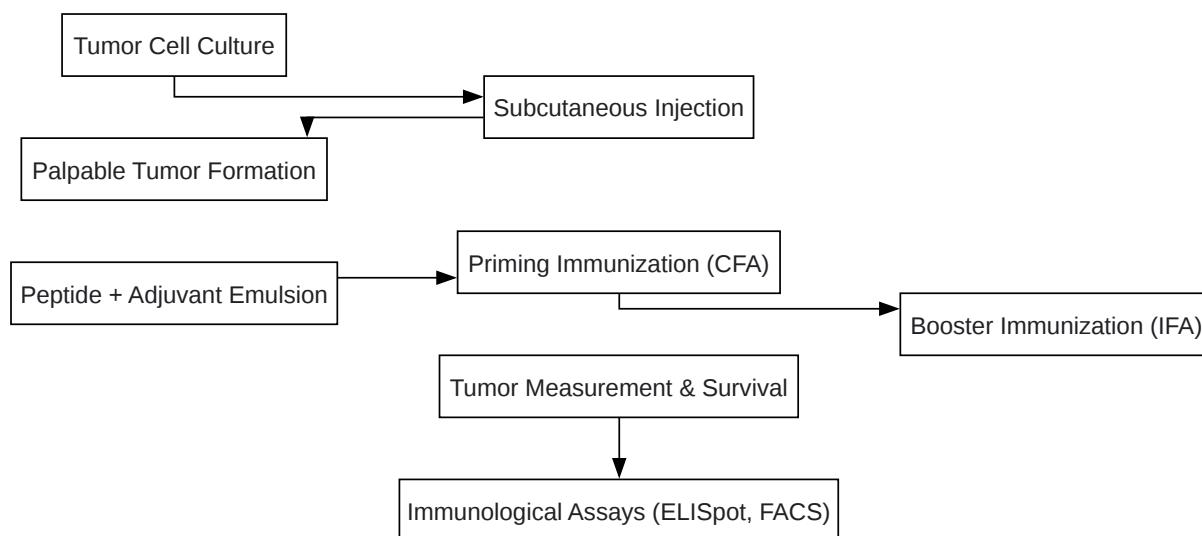 Tumor Cell Culture
Subcutaneous Injection
Palpable Tumor Formation
Priming Immunization (CFA)
Peptide + Adjuvant Emulsion
Booster Immunization (IFA)
Tumor Measurement & Survival
Immunological Assays (ELISpot, FACS)